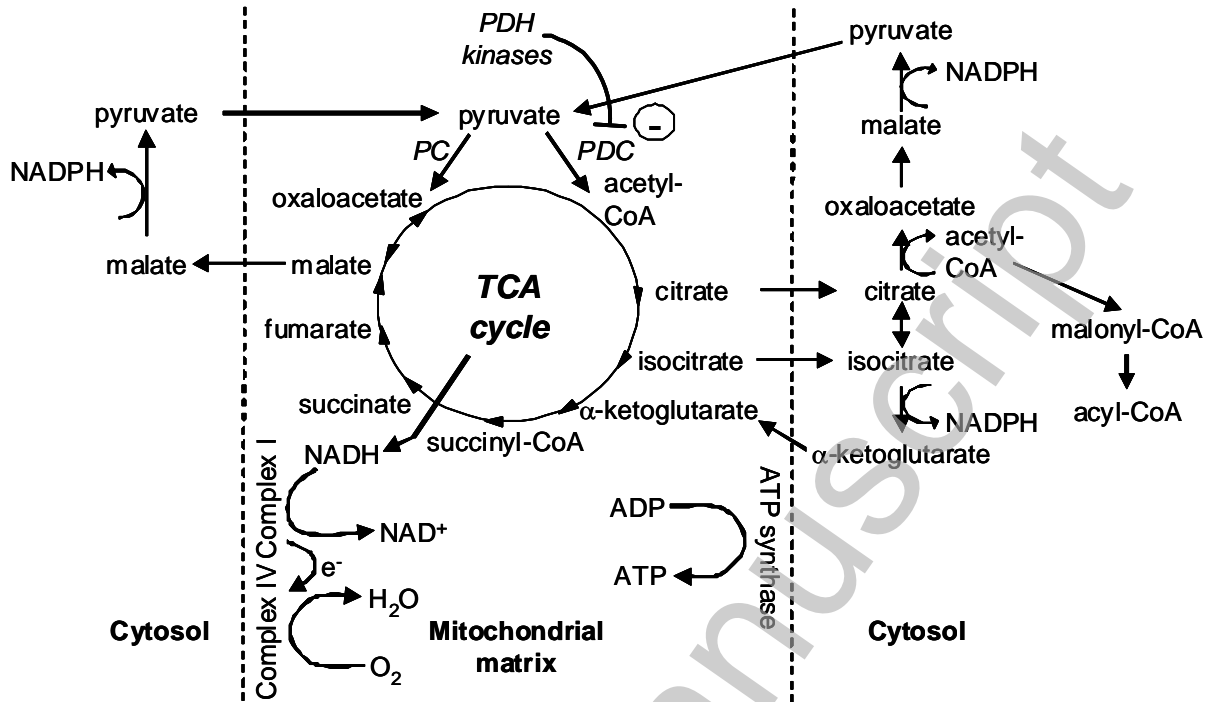 PDH
kinases
pyruvate
NADPH
pyruvate
pyruvate
-
malate
NADPH
PC
PDC
oxaloacetate
acetyl-
CoA
oxaloacetate
acetyl-
CoA
malate
malate
TCA
cycle
citrate
citrate
malonyl-CoA
fumarate
isocitrate
isocitrate
succinate
α-ketoglutarate
NADPH
acyl-CoA
succinyl-CoA
α-ketoglutarate
NADH
Complex I
ADP
ATP synthase
NAD⁺
e⁻
ATP
Complex IV
H₂O
O₂
Cytosol
Mitochondrial
matrix
Cytosol
nuscript